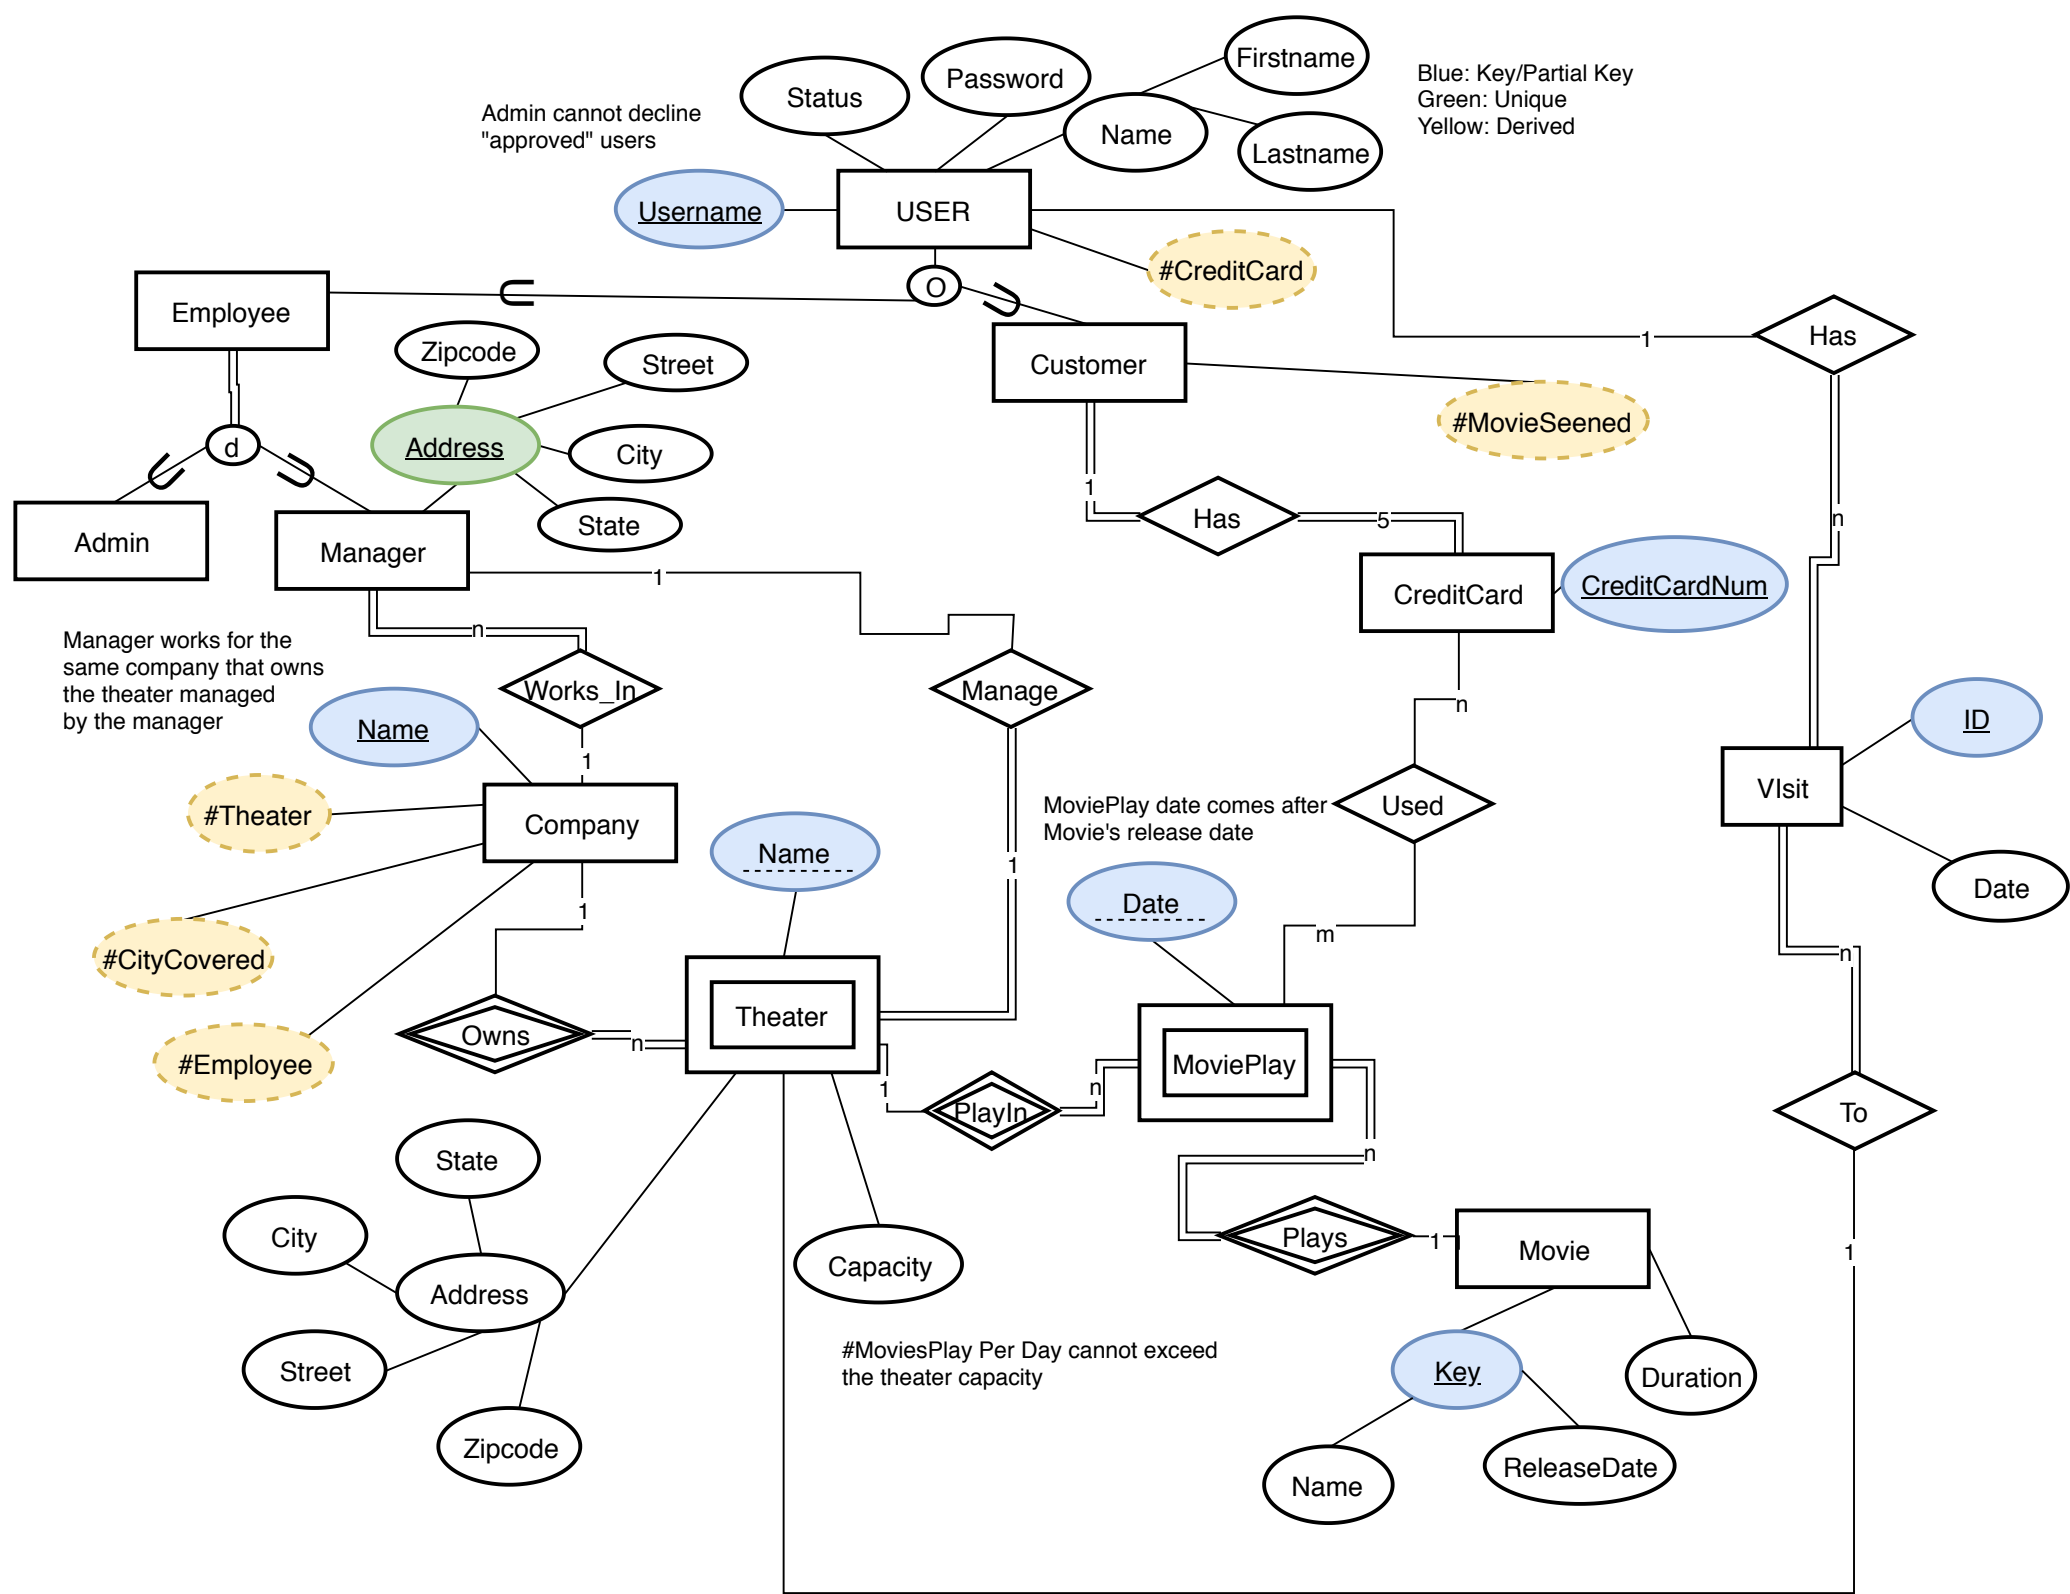 Firstname
Password
Status
Name
Lastname
Blue: Key/Partial Key
Green: Unique
Yellow: Derived
Admin cannot decline
"approved" users
Username
USER
#CreditCard
O
Employee
Zipcode
Street
Customer
1
Has
#MovieSeened
d
Address
City
State
1
Has
5
n
Admin
Manager
1
CreditCard
CreditCardNum
n
Manager works for the
same company that owns
the theater managed
by the manager
Works_In
Manage
n
Name
1
ID
#Theater
Company
MoviePlay date comes after
Movie's release date
Used
VIsit
Name
1
Date
Date
1
m
#CityCovered
n
Theater
Owns
n
#Employee
MoviePlay
1
n
PlayIn
To
n
State
City
Plays
1
Movie
1
Address
Capacity
Street
#MoviesPlay Per Day cannot exceed
the theater capacity
Key
Duration
Zipcode
Name
ReleaseDate